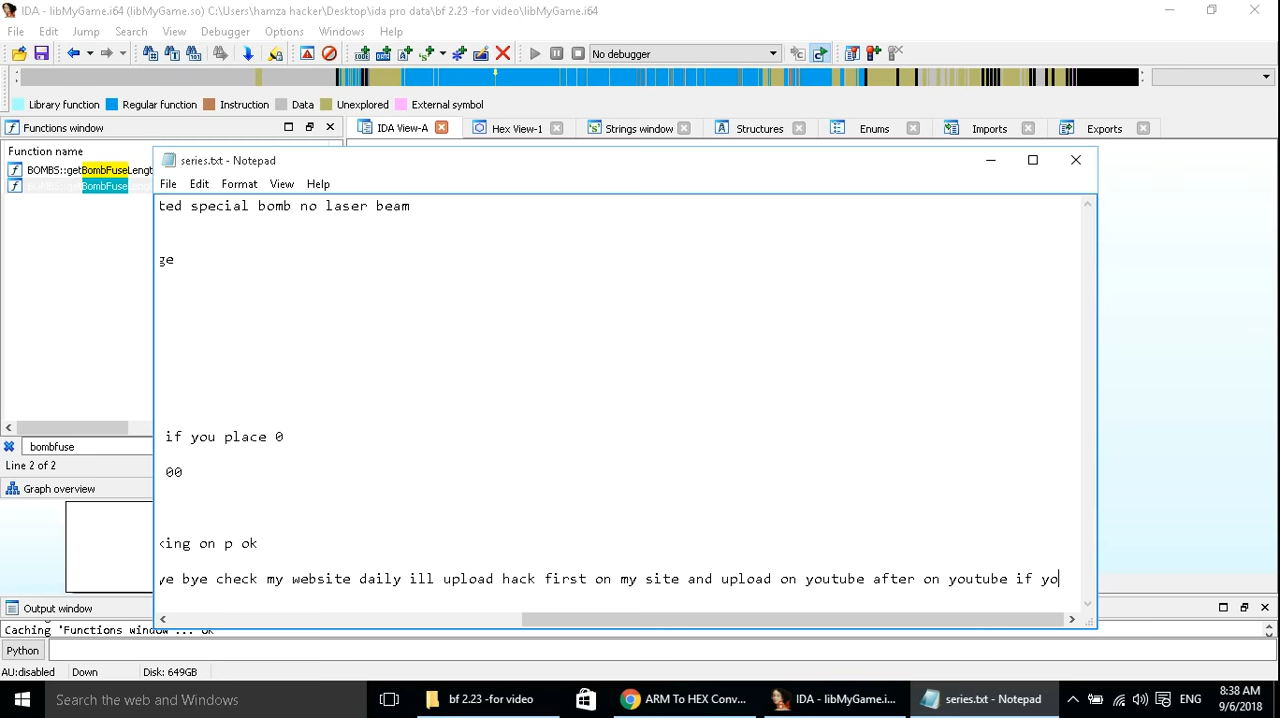 IDA - libMyGame.i64 (libMyGame.so) C:\Users\hamza hacker\Desktop\ida pro data\bf 2.23 -for video\libMyGame.i64
File Edit Jump Search View Debugger Options Windows Help
No debugger
Library function Regular function Instruction Data Unexplored External symbol
Functions window
IDA View-A Hex View-1 Strings window Structures Enums Imports Exports
Function name
BOMBS::getBombFuseLengt
BOMBS::getBombFuseLengt
series.txt - Notepad
File Edit Format View Help
ted special bomb no laser beam
ge
if you place 0
00
king on p ok
ye bye check my website daily ill upload hack first on my site and upload on youtube after on youtube if yo
bombfuse
Line 2 of 2
Graph overview
Output window
Caching 'Functions window'... ok
Python
AU:disabled Down Disk: 649GB
Search the web and Windows
bf 2.23 -for video
ARM To HEX Conv...
IDA - libMyGame.i...
series.txt - Notepad
ENG
8:38 AM
9/6/2018